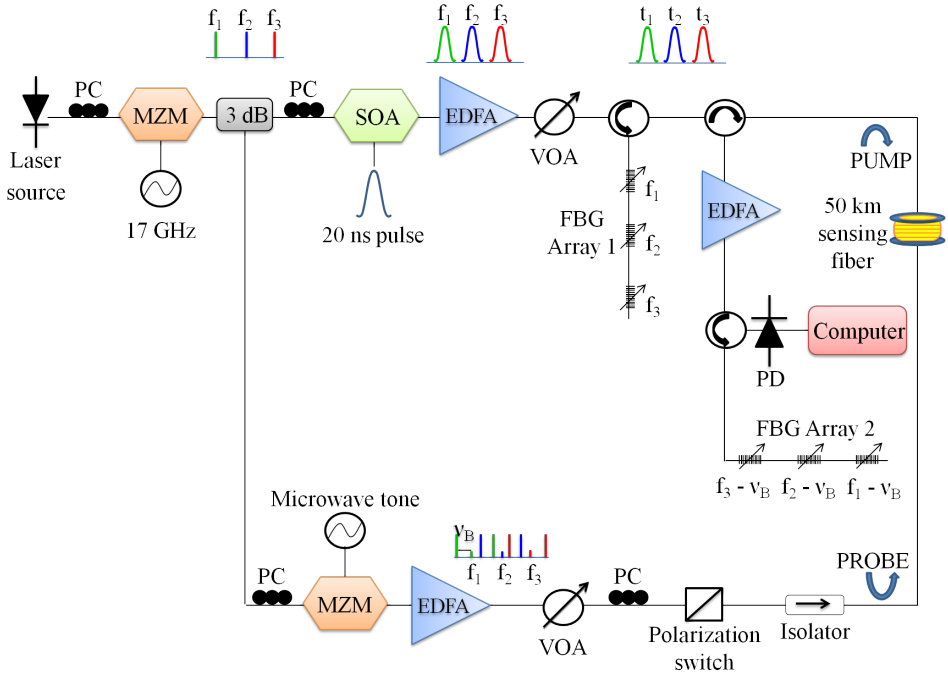 f1 f2 f3
f1 f2 f3
t1 t2 t3
PC
MZM
3 dB
PC
SOA
EDFA
VOA
PUMP
Laser
source
17 GHz
20 ns pulse
FBG
Array 1
f1
f2
f3
EDFA
50 km
sensing
fiber
Computer
PD
FBG Array 2
f3 - νB f2 - νB f1 - νB
Microwave tone
νB
f1 f2 f3
PC
MZM
EDFA
VOA
PC
Polarization
switch
Isolator
PROBE